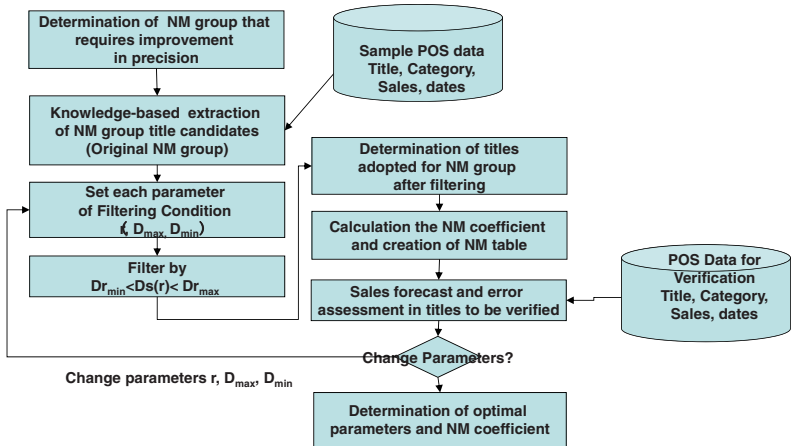 Determination of NM group that
requires improvement
in precision
Sample POS data
Title, Category,
Sales, dates
Knowledge-based extraction
of NM group title candidates
(Original NM group)
Set each parameter
of Filtering Condition
(r, Dmax, Dmin)
Filter by
Drmin<Ds(r)< Drmax
Determination of titles
adopted for NM group
after filtering
Calculation the NM coefficient
and creation of NM table
Sales forecast and error
assessment in titles to be verified
POS Data for
Verification
Title, Category,
Sales, dates
Change Parameters?
Change parameters r, Dmax, Dmin
Determination of optimal
parameters and NM coefficient